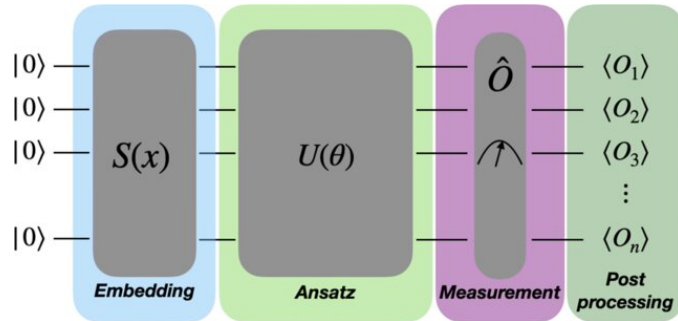 |0⟩ ⟨O₁⟩
|0⟩ Ô ⟨O₂⟩
|0⟩ S(x) U(θ) ⟨O₃⟩
⋮
|0⟩ ⟨Oₙ⟩
Embedding Ansatz Measurement Post
processing